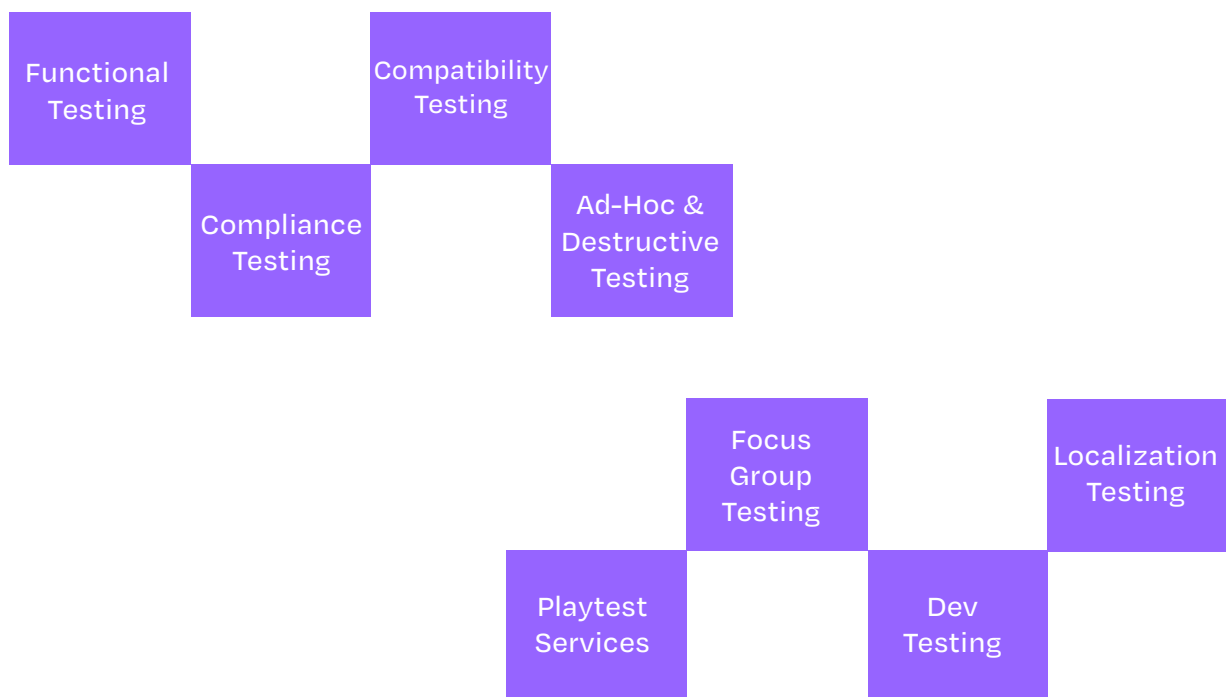 Functional
Testing
Compatibility
Testing
Compliance
Testing
Ad-Hoc &
Destructive
Testing
Focus
Group
Testing
Localization
Testing
Playtest
Services
Dev
Testing